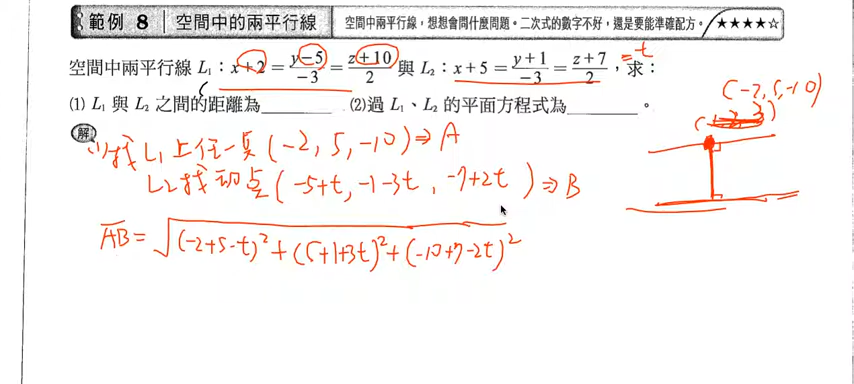 範例 8 空間中的兩平行線 空間中兩平行線,想想會問什麼問題。二次式的數字不好,還是要能準確配方。 ★★★★☆
空間中兩平行線 L₁:x+2=(y-5)/(-3)=(z+10)/2 與 L₂:x+5=(y+1)/(-3)=(z+7)/2,求: =t
(1) L₁ 與 L₂ 之間的距離為________ (2)過 L₁、L₂ 的平面方程式為________。
(-2,5,-10)
解
(1)找 L₁上任一頁(-2,5,-10)⇒A
L2找动点(-5+t,-1-3t,-7+2t)⇒B
AB=√((-2+5-t)²+(5+1+3t)²+(-10+7-2t)²)